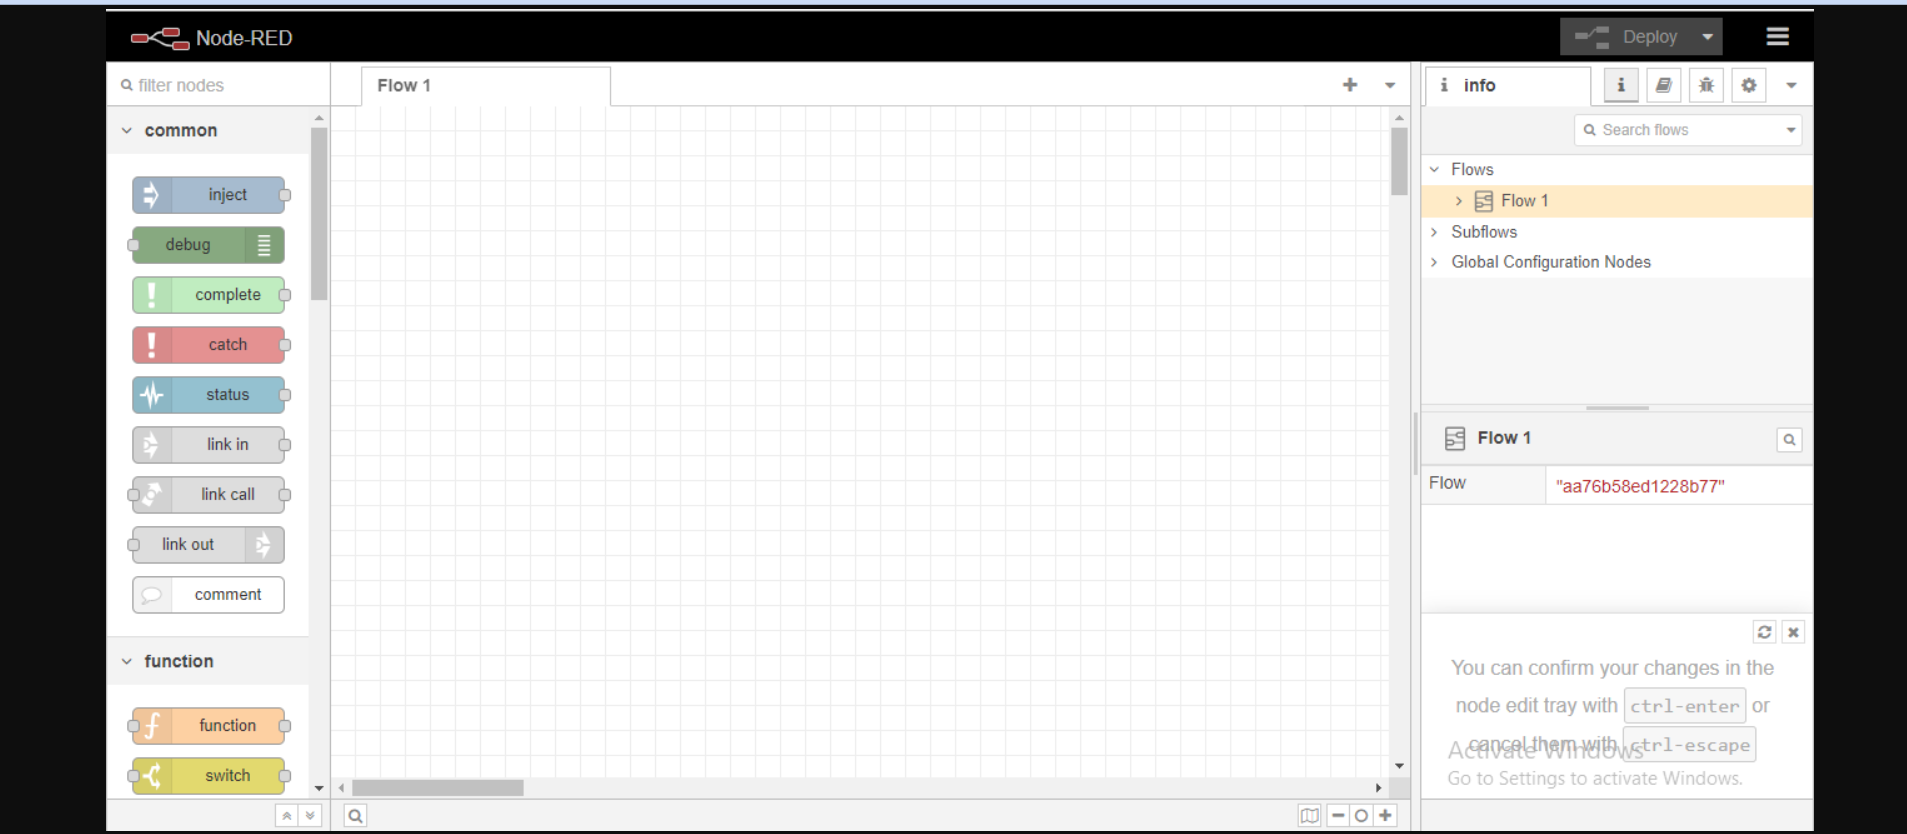 Node-RED
Deploy
filter nodes
Flow 1
i info
i
common
inject
debug
complete
catch
status
link in
link call
link out
comment
function
function
switch
Search flows
Flows
Flow 1
Subflows
Global Configuration Nodes
Flow 1
Flow "aa76b58ed1228b77"
You can confirm your changes in the
node edit tray with ctrl-enter or
cancel them with ctrl-escape
Activate Windows
Go to Settings to activate Windows.